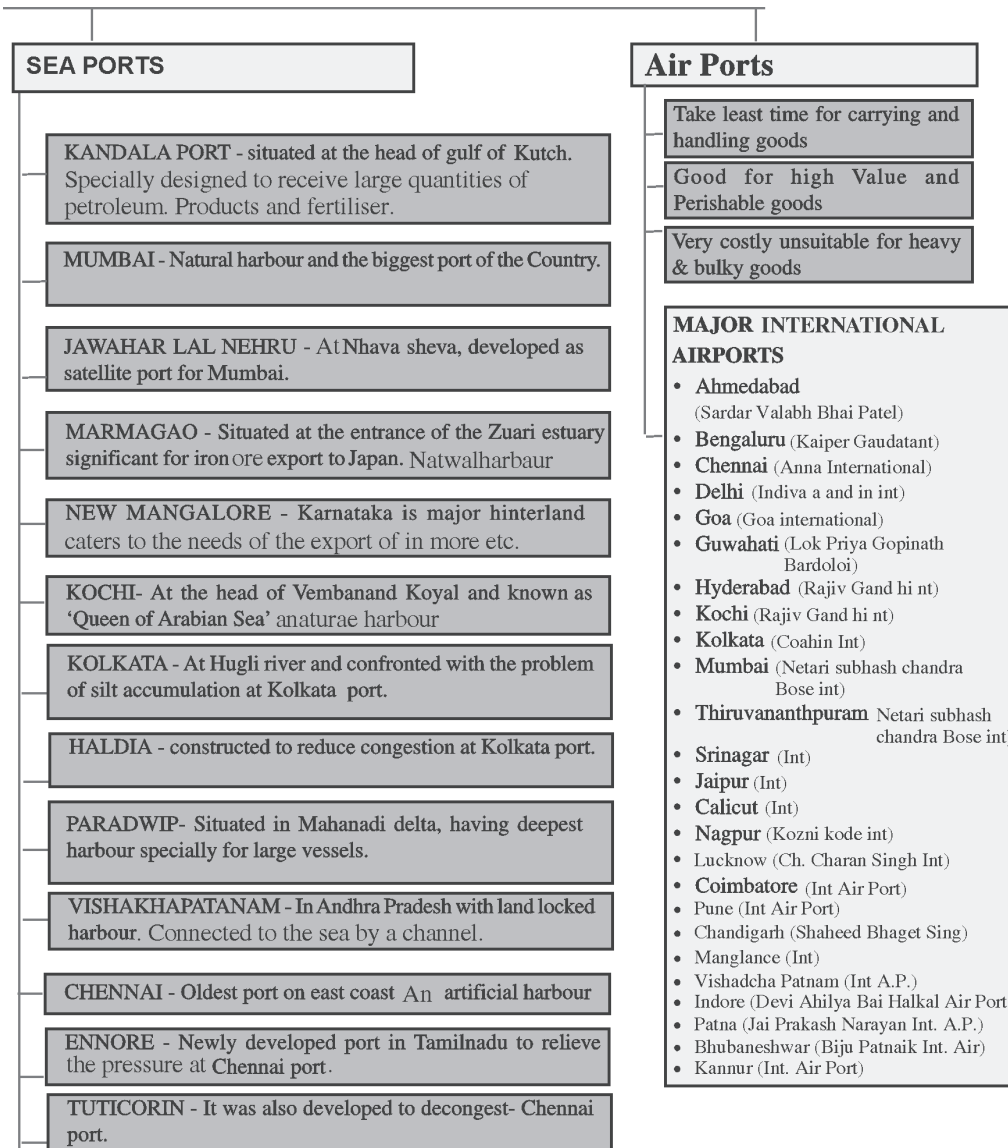 SEA PORTS
KANDALA PORT - situated at the head of gulf of Kutch.
Specially designed to receive large quantities of
petroleum. Products and fertiliser.
MUMBAI - Natural harbour and the biggest port of the Country.
JAWAHAR LAL NEHRU - At Nhava sheva, developed as
satellite port for Mumbai.
MARMAGAO - Situated at the entrance of the Zuari estuary
significant for iron ore export to Japan. Natwalharbaur
NEW MANGALORE - Karnataka is major hinterland
caters to the needs of the export of in more etc.
KOCHI- At the head of Vembanand Koyal and known as
‘Queen of Arabian Sea’ anaturae harbour
KOLKATA - At Hugli river and confronted with the problem
of silt accumulation at Kolkata port.
HALDIA - constructed to reduce congestion at Kolkata port.
PARADWIP- Situated in Mahanadi delta, having deepest
harbour specially for large vessels.
VISHAKHAPATANAM - In Andhra Pradesh with land locked
harbour. Connected to the sea by a channel.
CHENNAI - Oldest port on east coast An artificial harbour
ENNORE - Newly developed port in Tamilnadu to relieve
the pressure at Chennai port.
TUTICORIN - It was also developed to decongest- Chennai
port.
Air Ports
Take least time for carrying and
handling goods
Good for high Value and
Perishable goods
Very costly unsuitable for heavy
& bulky goods
MAJOR INTERNATIONAL
AIRPORTS
• Ahmedabad
(Sardar Valabh Bhai Patel)
• Bengaluru (Kaiper Gaudatant)
• Chennai (Anna International)
• Delhi (Indiva a and in int)
• Goa (Goa international)
• Guwahati (Lok Priya Gopinath
Bardoloi)
• Hyderabad (Rajiv Gand hi nt)
• Kochi (Rajiv Gand hi nt)
• Kolkata (Coahin Int)
• Mumbai (Netari subhash chandra
Bose int)
• Thiruvananthpuram Netari subhash
chandra Bose int)
• Srinagar (Int)
• Jaipur (Int)
• Calicut (Int)
• Nagpur (Kozni kode int)
• Lucknow (Ch. Charan Singh Int)
• Coimbatore (Int Air Port)
• Pune (Int Air Port)
• Chandigarh (Shaheed Bhaget Sing)
• Manglance (Int)
• Vishadcha Patnam (Int A.P.)
• Indore (Devi Ahilya Bai Halkal Air Port
• Patna (Jai Prakash Narayan Int. A.P.)
• Bhubaneshwar (Biju Patnaik Int. Air)
• Kannur (Int. Air Port)